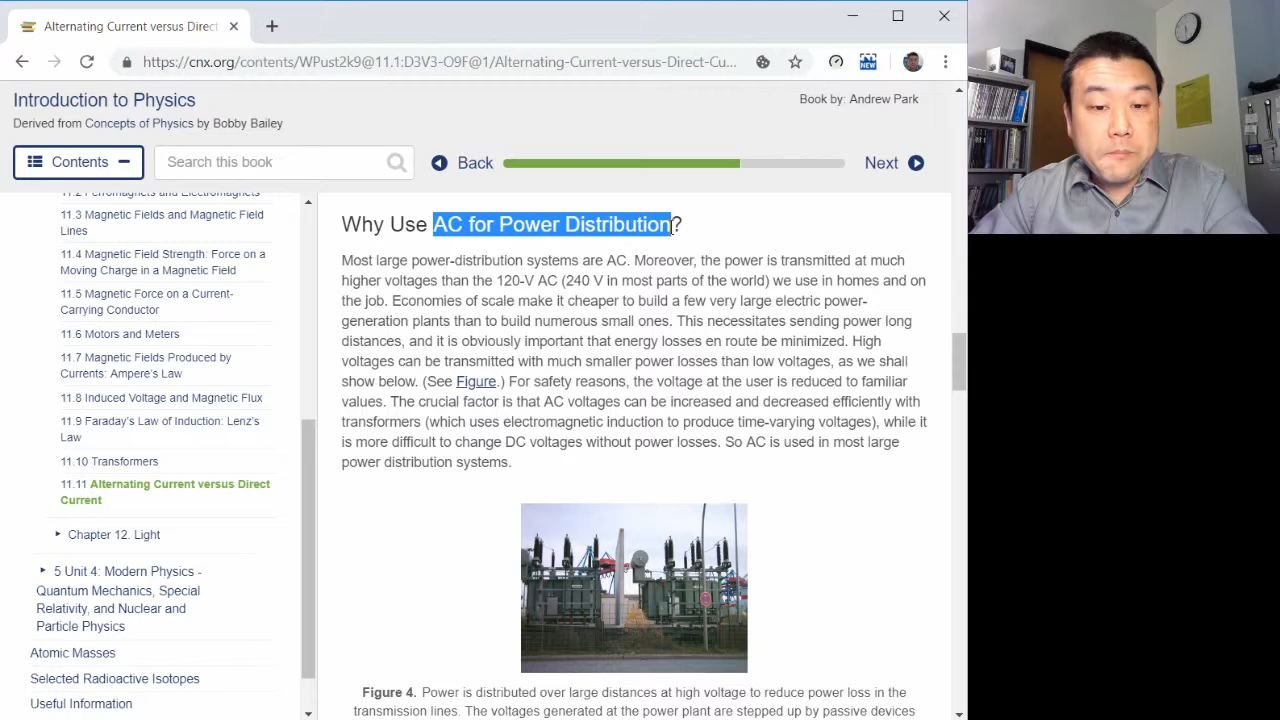 Alternating Current versus Direct
https://cnx.org/contents/WPust2k9@11.1:D3V3-O9F@1/Alternating-Current-versus-Direct-Cu...
NEW
Introduction to Physics
Book by: Andrew Park
Derived from Concepts of Physics by Bobby Bailey
Contents
Search this book
Back
Next
11.2 Ferromagnets and Electromagnets
11.3 Magnetic Fields and Magnetic Field
Lines
11.4 Magnetic Field Strength: Force on a
Moving Charge in a Magnetic Field
11.5 Magnetic Force on a Current-
Carrying Conductor
11.6 Motors and Meters
11.7 Magnetic Fields Produced by
Currents: Ampere's Law
11.8 Induced Voltage and Magnetic Flux
11.9 Faraday's Law of Induction: Lenz's
Law
11.10 Transformers
11.11 Alternating Current versus Direct
Current
Chapter 12. Light
5 Unit 4: Modern Physics -
Quantum Mechanics, Special
Relativity, and Nuclear and
Particle Physics
Atomic Masses
Selected Radioactive Isotopes
Useful Information
Why Use AC for Power Distribution?
Most large power-distribution systems are AC. Moreover, the power is transmitted at much
higher voltages than the 120-V AC (240 V in most parts of the world) we use in homes and on
the job. Economies of scale make it cheaper to build a few very large electric power-
generation plants than to build numerous small ones. This necessitates sending power long
distances, and it is obviously important that energy losses en route be minimized. High
voltages can be transmitted with much smaller power losses than low voltages, as we shall
show below. (See Figure.) For safety reasons, the voltage at the user is reduced to familiar
values. The crucial factor is that AC voltages can be increased and decreased efficiently with
transformers (which uses electromagnetic induction to produce time-varying voltages), while it
is more difficult to change DC voltages without power losses. So AC is used in most large
power distribution systems.
Figure 4. Power is distributed over large distances at high voltage to reduce power loss in the
transmission lines. The voltages generated at the power plant are stepped up by passive devices